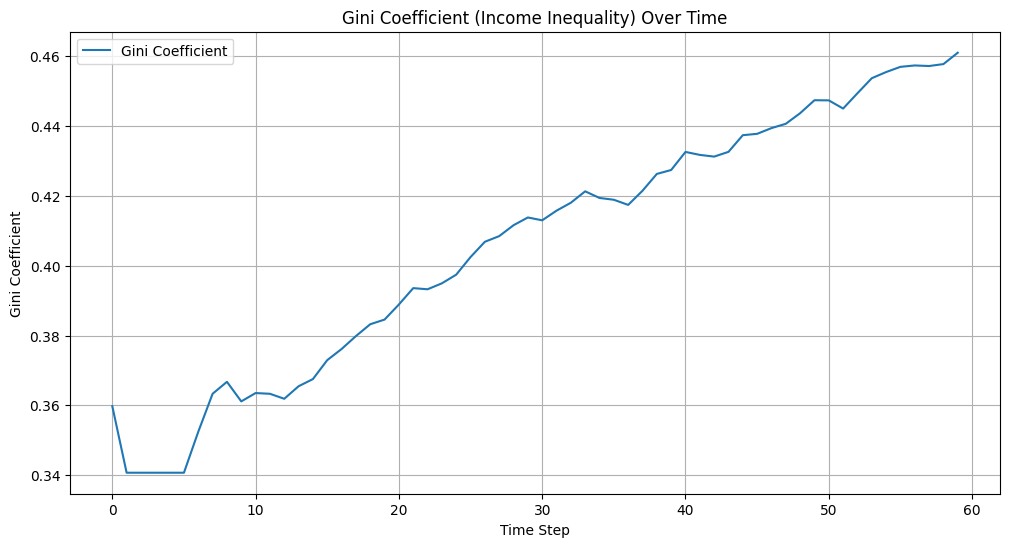 Gini Coefficient (Income Inequality) Over Time
Gini Coefficient
Gini Coefficient
0.46
0.44
0.42
0.40
0.38
0.36
0.34
0 10 20 30 40 50 60
Time Step